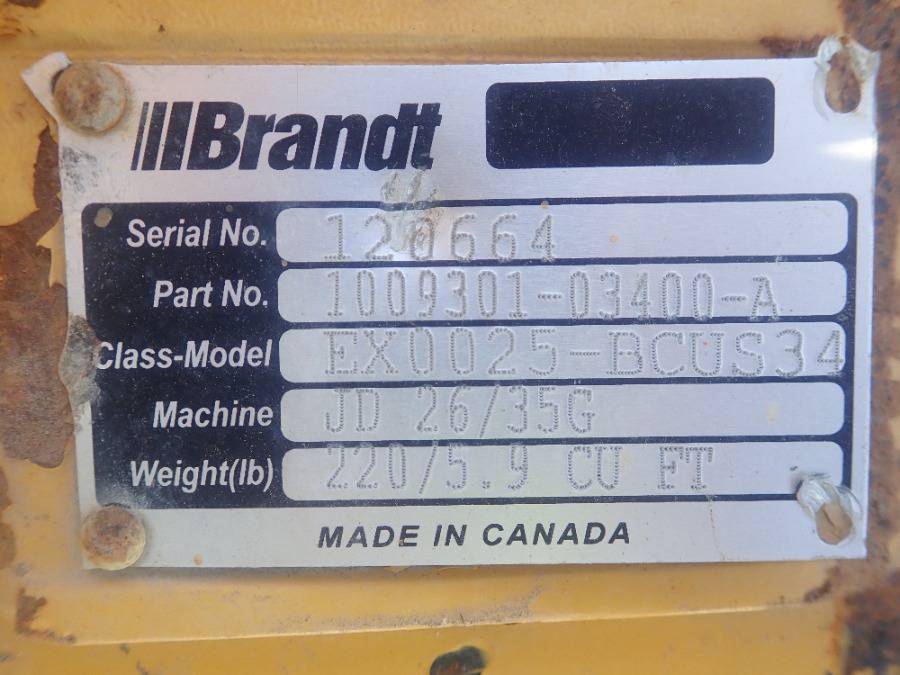 Brandt
Serial No. 120664
Part No. 1009301-03400-A
Class-Model EX0025-BCUS34
Machine JD 26/35G
Weight(lb) 220/5.9 CU FT
MADE IN CANADA